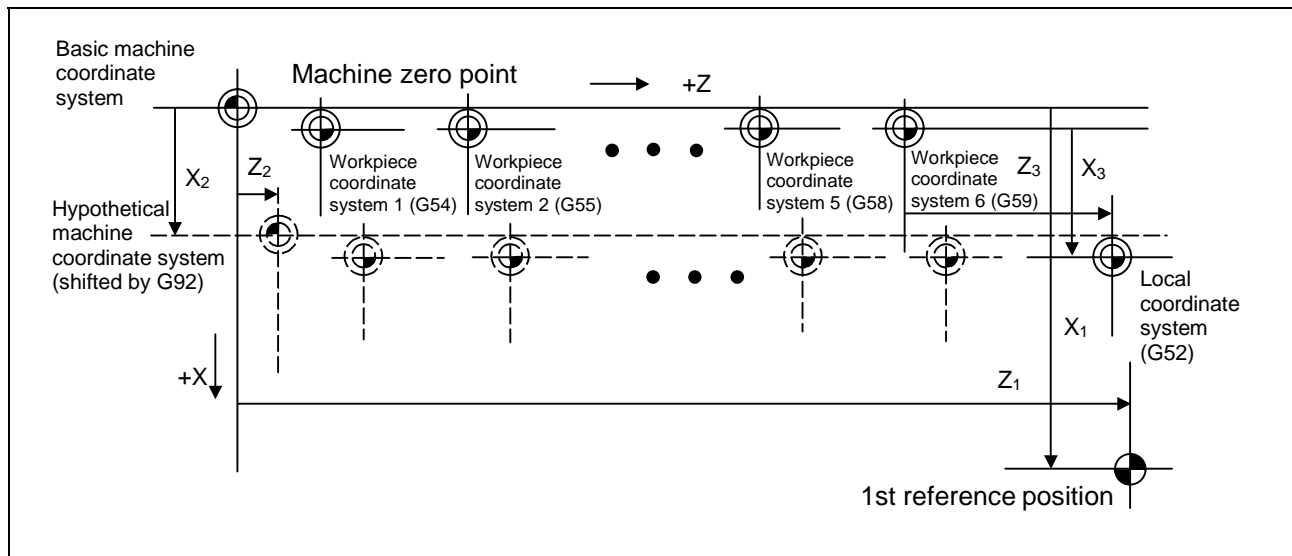 Basic machine
coordinate
system
Machine zero point
+Z
X2
Z2
Workpiece
coordinate
system 1 (G54)
Workpiece
coordinate
system 2 (G55)
Workpiece
coordinate
system 5 (G58)
Workpiece
coordinate
system 6 (G59)
Z3
X3
Hypothetical
machine
coordinate system
(shifted by G92)
Local
coordinate
system
(G52)
X1
+X
Z1
1st reference position